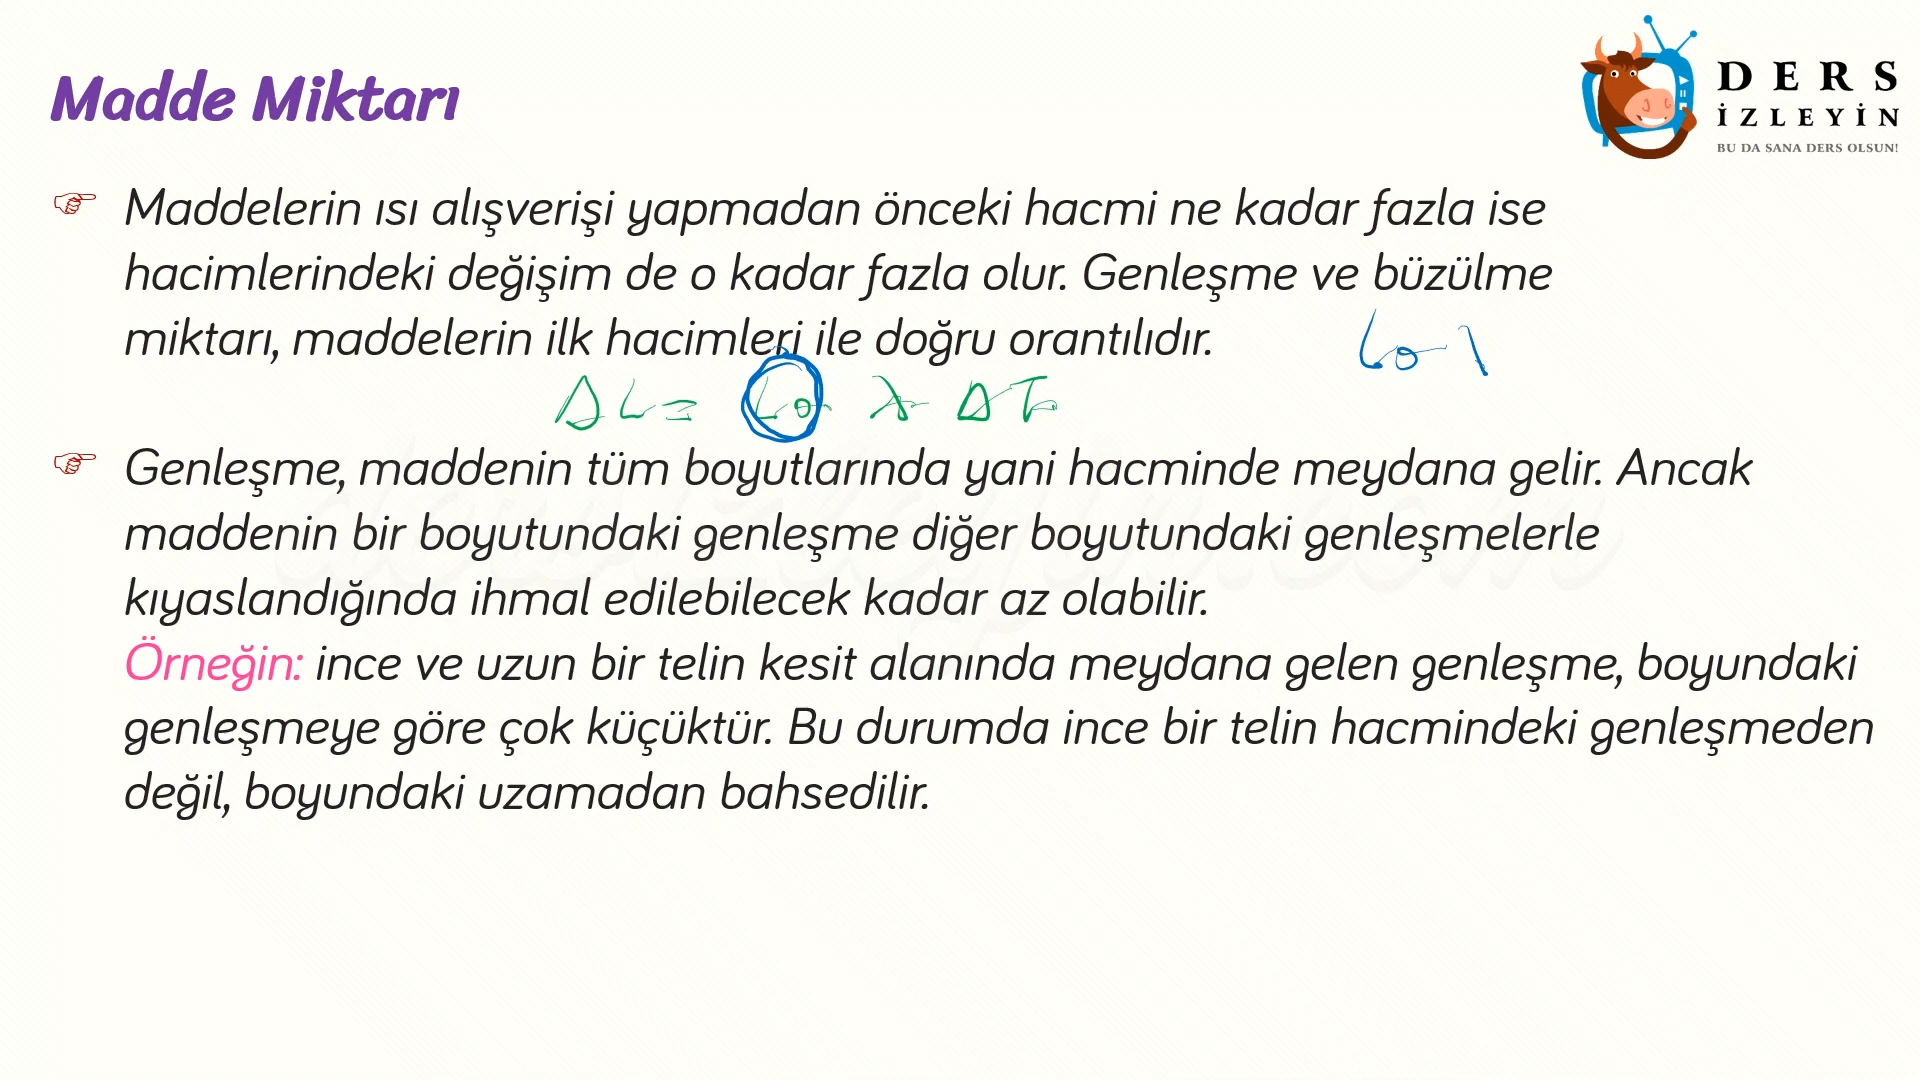 Madde Miktarı
DERS
İZLEYİN
BU DA SANA DERS OLSUN!
☞ Maddelerin ısı alışverişi yapmadan önceki hacmi ne kadar fazla ise
hacimlerindeki değişim de o kadar fazla olur. Genleşme ve büzülme
miktarı, maddelerin ilk hacimleri ile doğru orantılıdır.
Lo λ
ΔL = Lo λ ΔT
☞ Genleşme, maddenin tüm boyutlarında yani hacminde meydana gelir. Ancak
maddenin bir boyutundaki genleşme diğer boyutundaki genleşmelerle
kıyaslandığında ihmal edilebilecek kadar az olabilir.
Örneğin: ince ve uzun bir telin kesit alanında meydana gelen genleşme, boyundaki
genleşmeye göre çok küçüktür. Bu durumda ince bir telin hacmindeki genleşmeden
değil, boyundaki uzamadan bahsedilir.